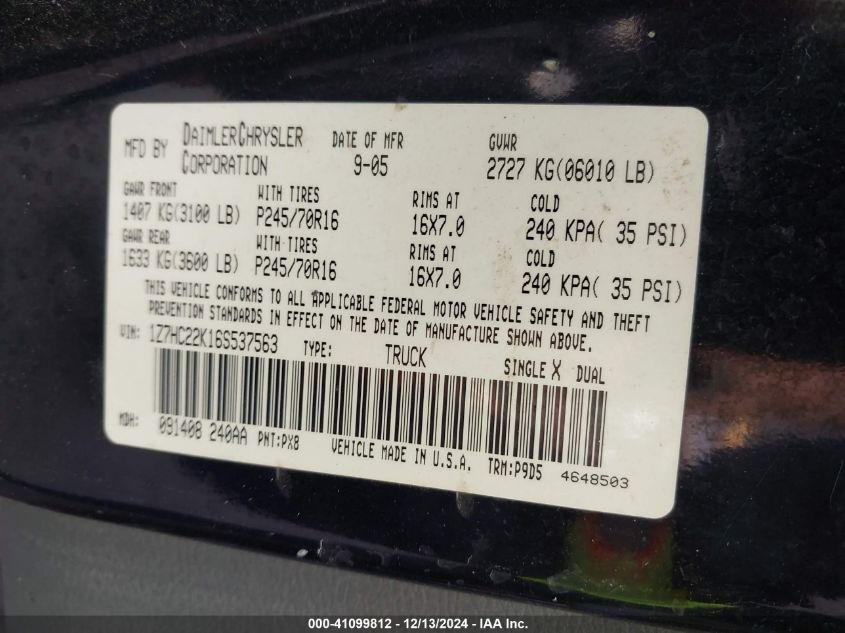 MFD BY DAIMLERCHRYSLER CORPORATION DATE OF MFR 9-05 GVWR 2727 KG(06010 LB)
GAWR FRONT WITH TIRES RIMS AT COLD
1407 KG(3100 LB) P245/70R16 16X7.0 240 KPA( 35 PSI)
GAWR REAR WITH TIRES RIMS AT COLD
1633 KG(3600 LB) P245/70R16 16X7.0 240 KPA( 35 PSI)
THIS VEHICLE CONFORMS TO ALL APPLICABLE FEDERAL MOTOR VEHICLE SAFETY AND THEFT
PREVENTION STANDARDS IN EFFECT ON THE DATE OF MANUFACTURE SHOWN ABOVE.
VIN: 1Z7HC22K16S537563 TYPE: TRUCK SINGLE X DUAL
MDH: 091408 240AA PNT:PX8 VEHICLE MADE IN U.S.A. TRM:P9D5 4648503
000-41099812 - 12/13/2024 - IAA Inc.